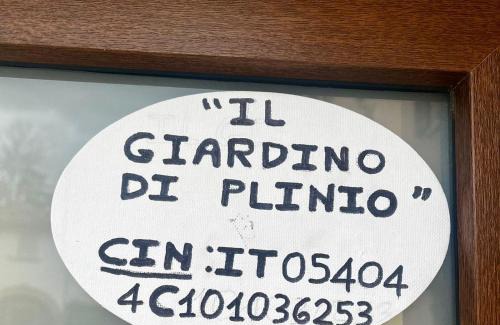 "IL
GIARDINO
DI PLINIO"
CIN:IT05404
4C101036253